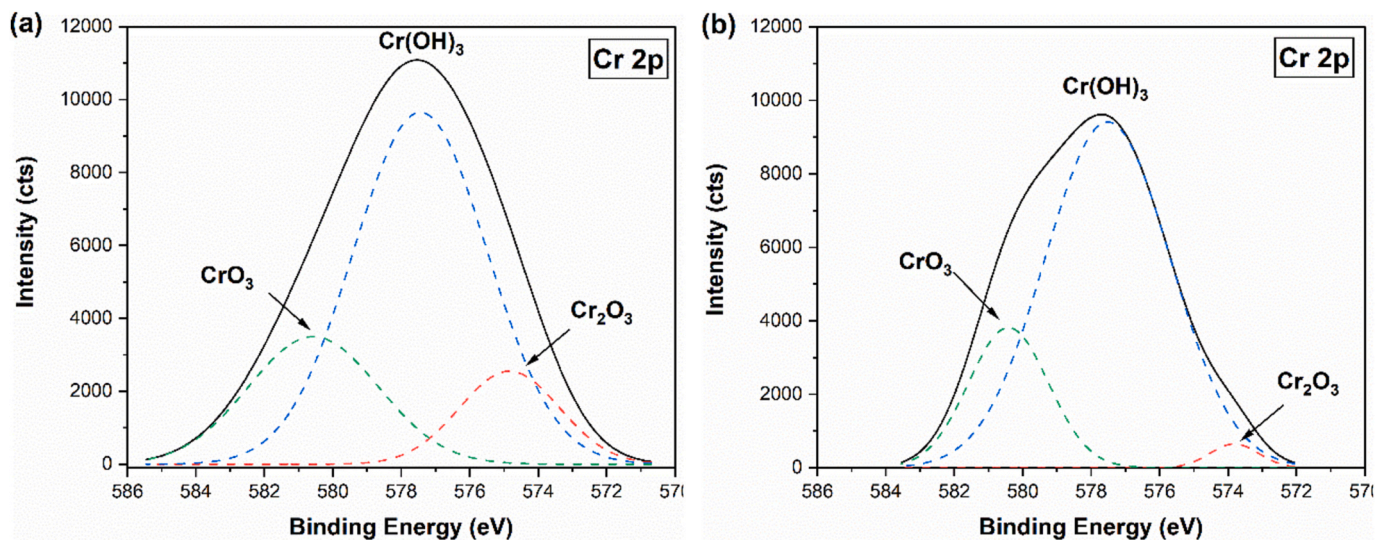 (a)
Cr(OH)₃
Cr 2p
CrO₃
Cr₂O₃
Intensity (cts)
12000
10000
8000
6000
4000
2000
0
586 584 582 580 578 576 574 572 570
Binding Energy (eV)
(b)
Cr(OH)₃
Cr 2p
CrO₃
Cr₂O₃
Intensity (cts)
12000
10000
8000
6000
4000
2000
0
586 584 582 580 578 576 574 572 570
Binding Energy (eV)